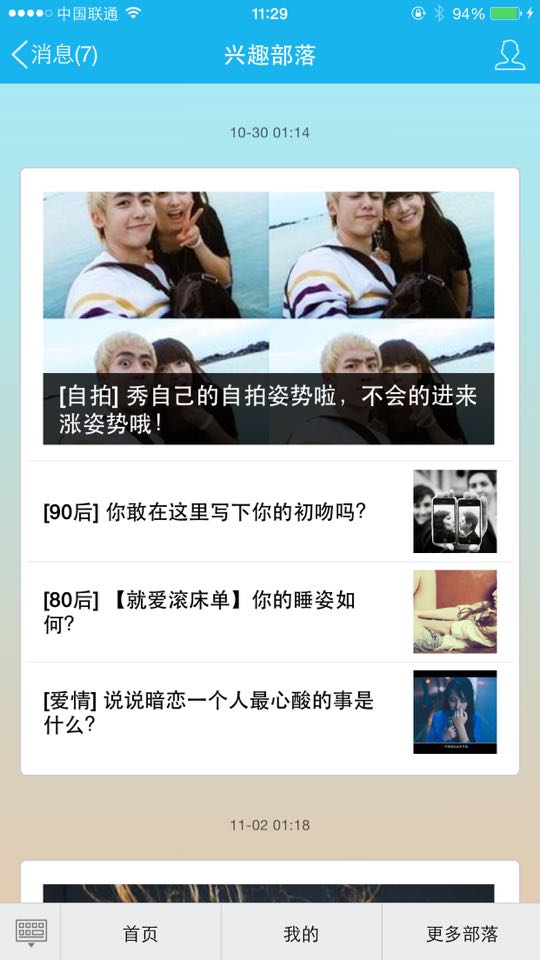 中国联通
11:29
94%
消息(7)
兴趣部落
10-30 01:14
[自拍] 秀自己的自拍姿势啦，不会的进来
涨姿势哦！
[90后] 你敢在这里写下你的初吻吗？
[80后] 【就爱滚床单】你的睡姿如
何？
[爱情] 说说暗恋一个人最心酸的事是
什么？
11-02 01:18
首页
我的
更多部落